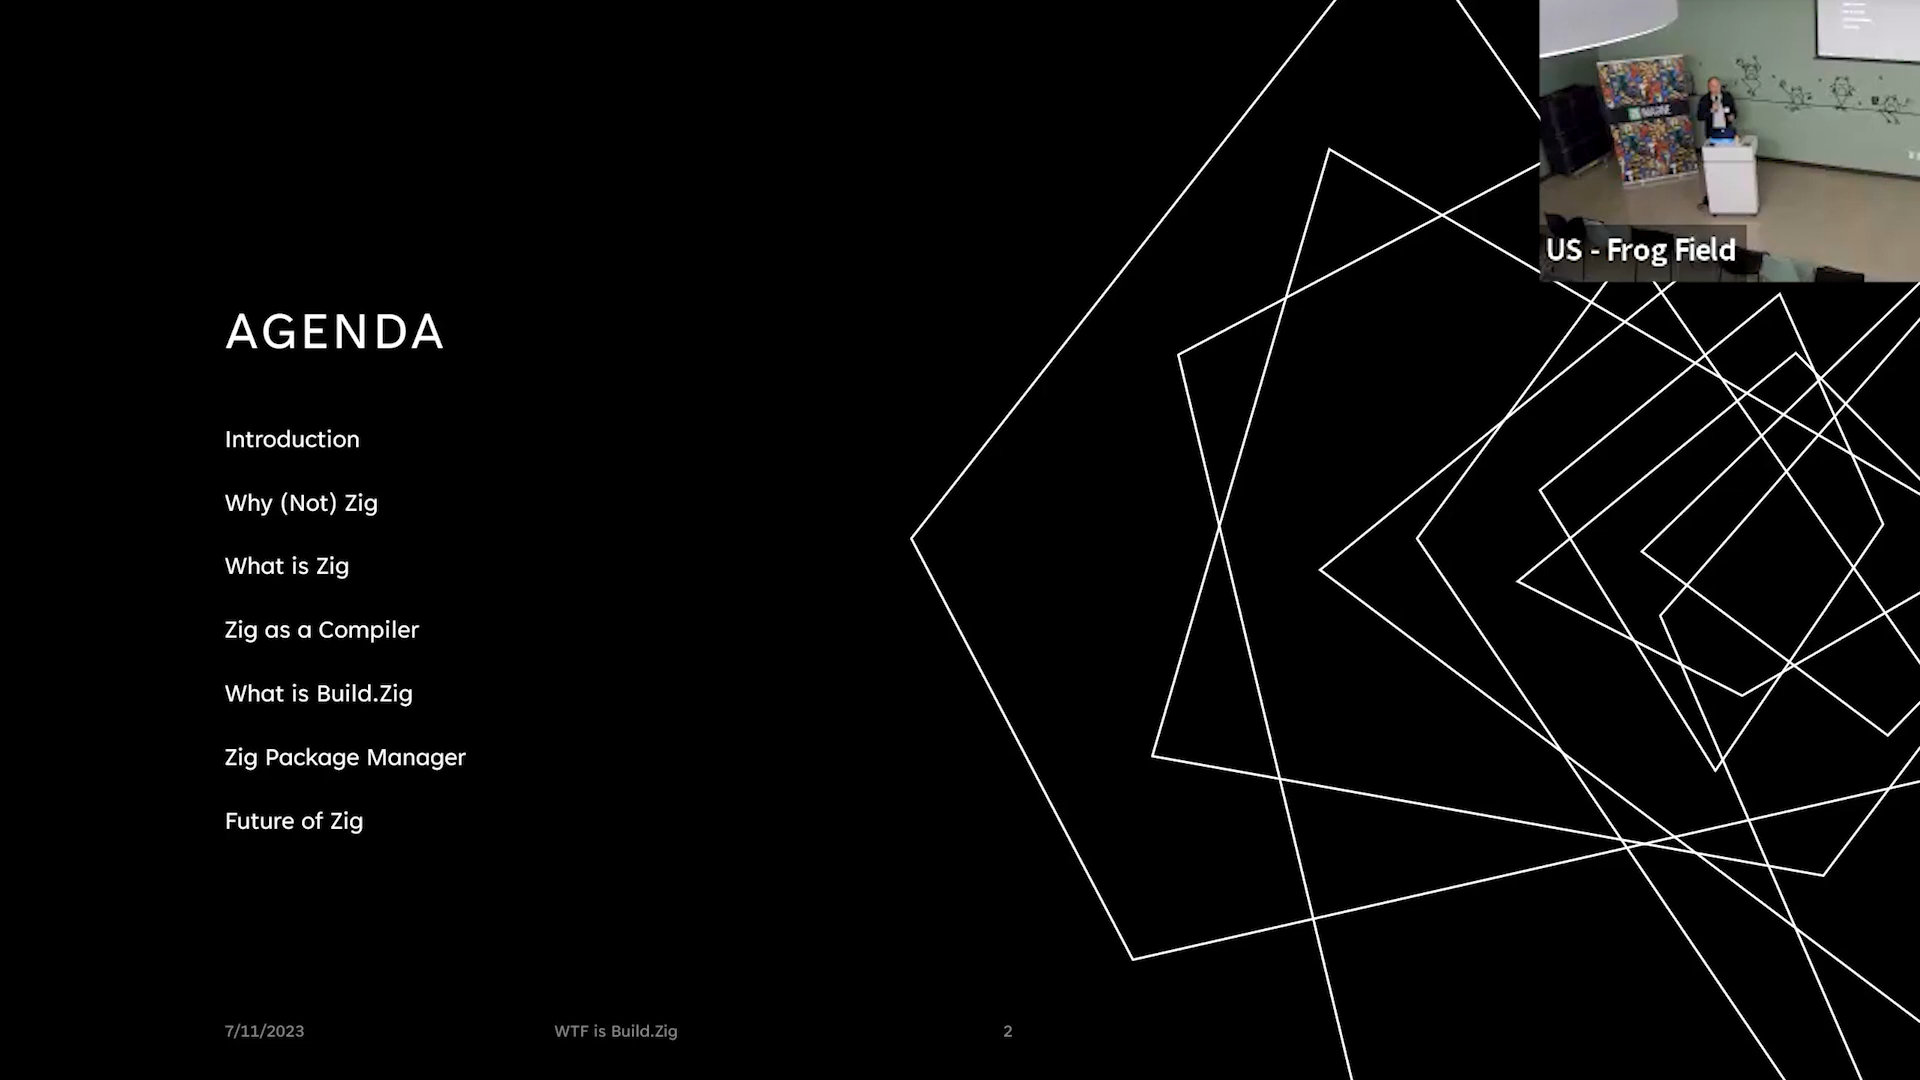 AGENDA
Introduction
Why (Not) Zig
What is Zig
Zig as a Compiler
What is Build.Zig
Zig Package Manager
Future of Zig
7/11/2023
WTF is Build.Zig
2
US - Frog Field